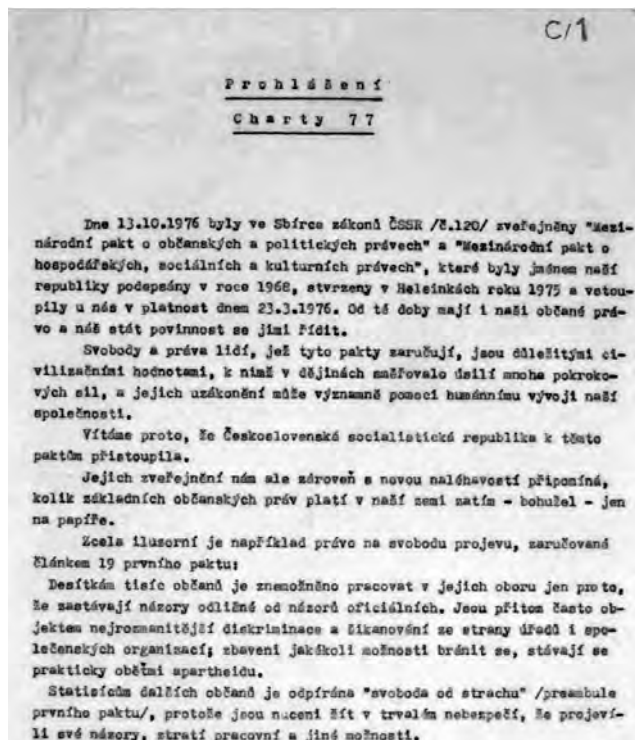 C/1
Prohlášení
Charty 77
Dne 13.10.1976 byly ve Sbírce zákonů ČSSR /č.120/ zveřejněny "Mezi-
národní pakt o občanských a politických právech" a "Mezinárodní pakt o
hospodářských, sociálních a kulturních právech", které byly jménem naší
republiky podepsány v roce 1968, stvrzeny v Helsinkách roku 1975 a vstou-
pily u nás v platnost dnem 23.3.1976. Od té doby mají i naši občané prá-
vo a náš stát povinnost se jimi řídit.
Svobody a práva lidí, jež tyto pakty zaručují, jsou důležitými ci-
vilizačními hodnotami, k nimž v dějinách směřovalo úsilí mnoha pokroko-
vých sil, a jejich uzákonění může významně pomoci humánnímu vývoji naší
společnosti.
Vítáme proto, že Československá socialistická republika k těmto
paktům přistoupila.
Jejich zveřejnění nám ale zároveň s novou naléhavostí připomíná,
kolik základních občanských práv platí v naší zemi zatím - bohužel - jen
na papíře.
Zcela iluzorní je například právo na svobodu projevu, zaručované
článkem 19 prvního paktu:
Desítkám tisíc občanů je znemožněno pracovat v jejich oboru jen proto,
že zastávají názory odlišné od názorů oficiálních. Jsou přitom často ob-
jektem nejrozmanitější diskriminace a šikanování ze strany úřadů i spo-
lečenských organizací; zbaveni jakékoli možnosti bránit se, stávají se
prakticky oběťmi apartheidu.
Statisícům dalších občanů je odpírána "svoboda od strachu" /preambule
prvního paktu/, protože jsou nuceni žít v trvalém nebezpečí, že projeví-
li své názory, ztratí pracovní a jiné možnosti.